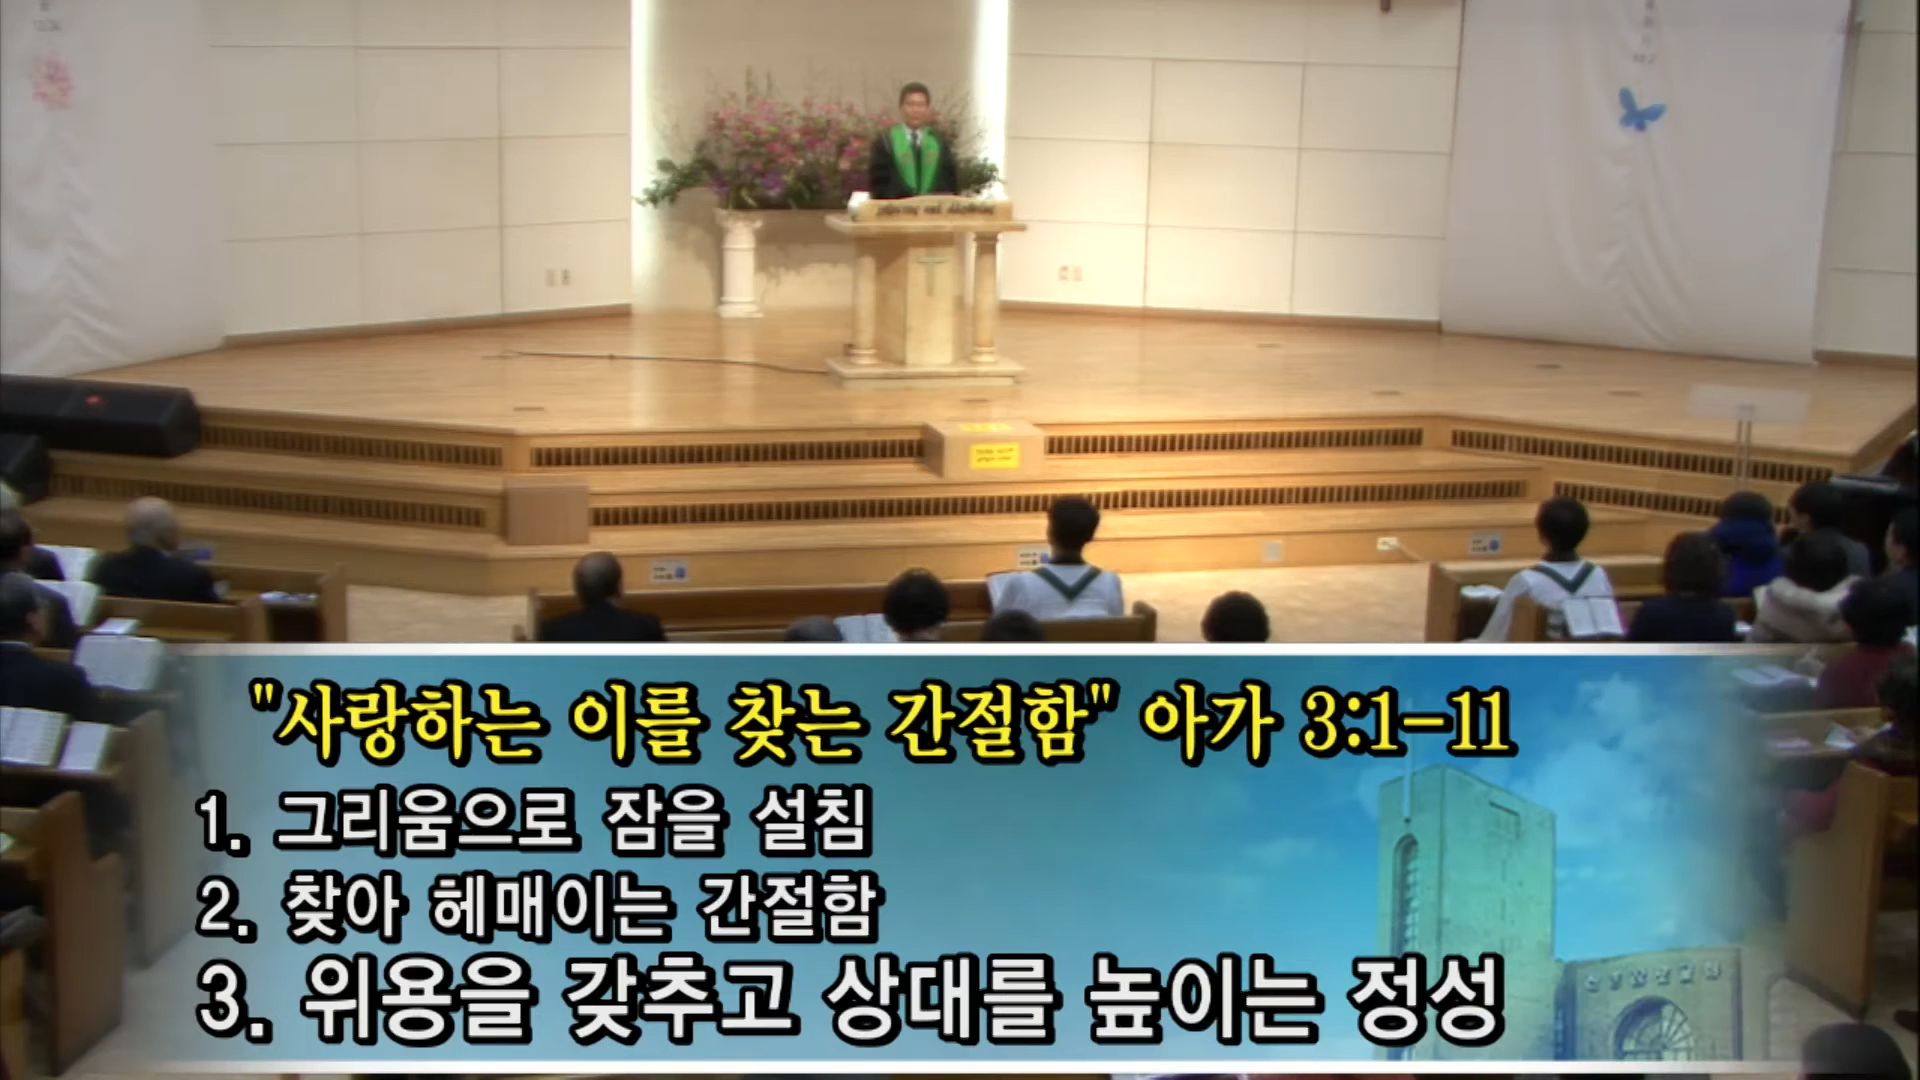 "사랑하는 이를 찾는 간절함" 아가 3:1-11
1. 그리움으로 잠을 설침
2. 찾아 헤매이는 간절함
3. 위용을 갖추고 상대를 높이는 정성